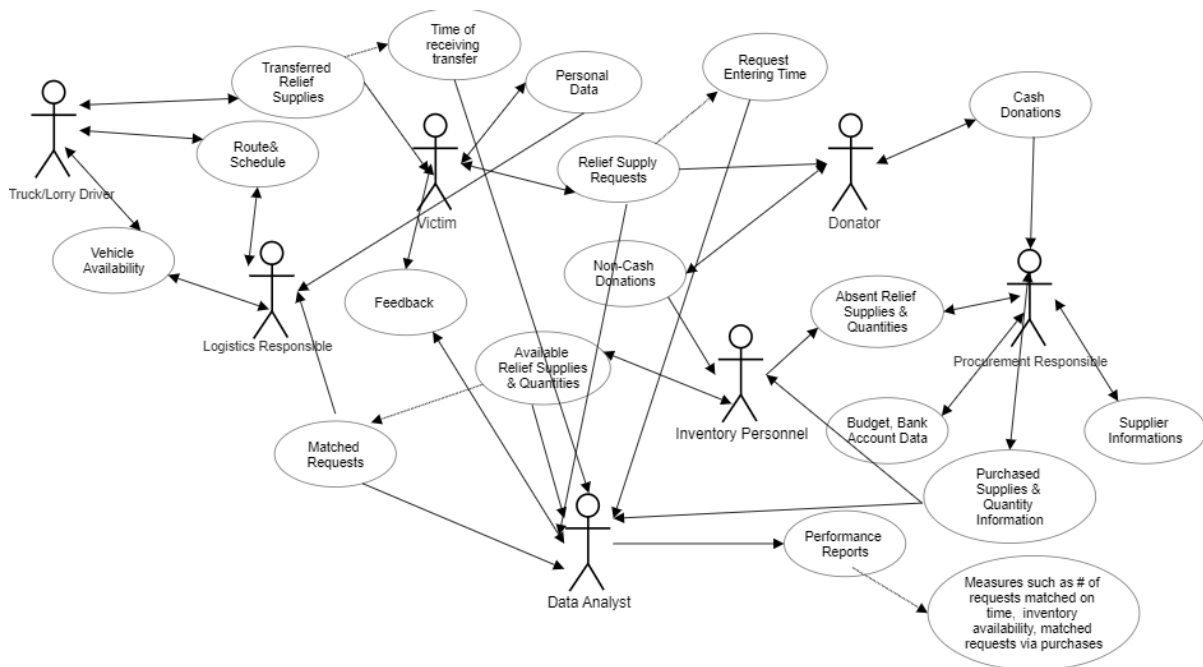 Time of
receiving
transfer
Transferred
Relief
Supplies
Personal
Data
Request
Entering Time
Cash
Donations
Route&
Schedule
Relief Supply
Requests
Truck/Lorry Driver
Victim
Donator
Vehicle
Availability
Non-Cash
Donations
Feedback
Absent Relief
Supplies &
Quantities
Logistics Responsible
Available
Relief Supplies
& Quantities
Procurement Responsible
Inventory Personnel
Budget, Bank
Account Data
Supplier
Informations
Matched
Requests
Purchased
Supplies &
Quantity
Information
Performance
Reports
Data Analyst
Measures such as # of
requests matched on
time, inventory
availability, matched
requests via purchases